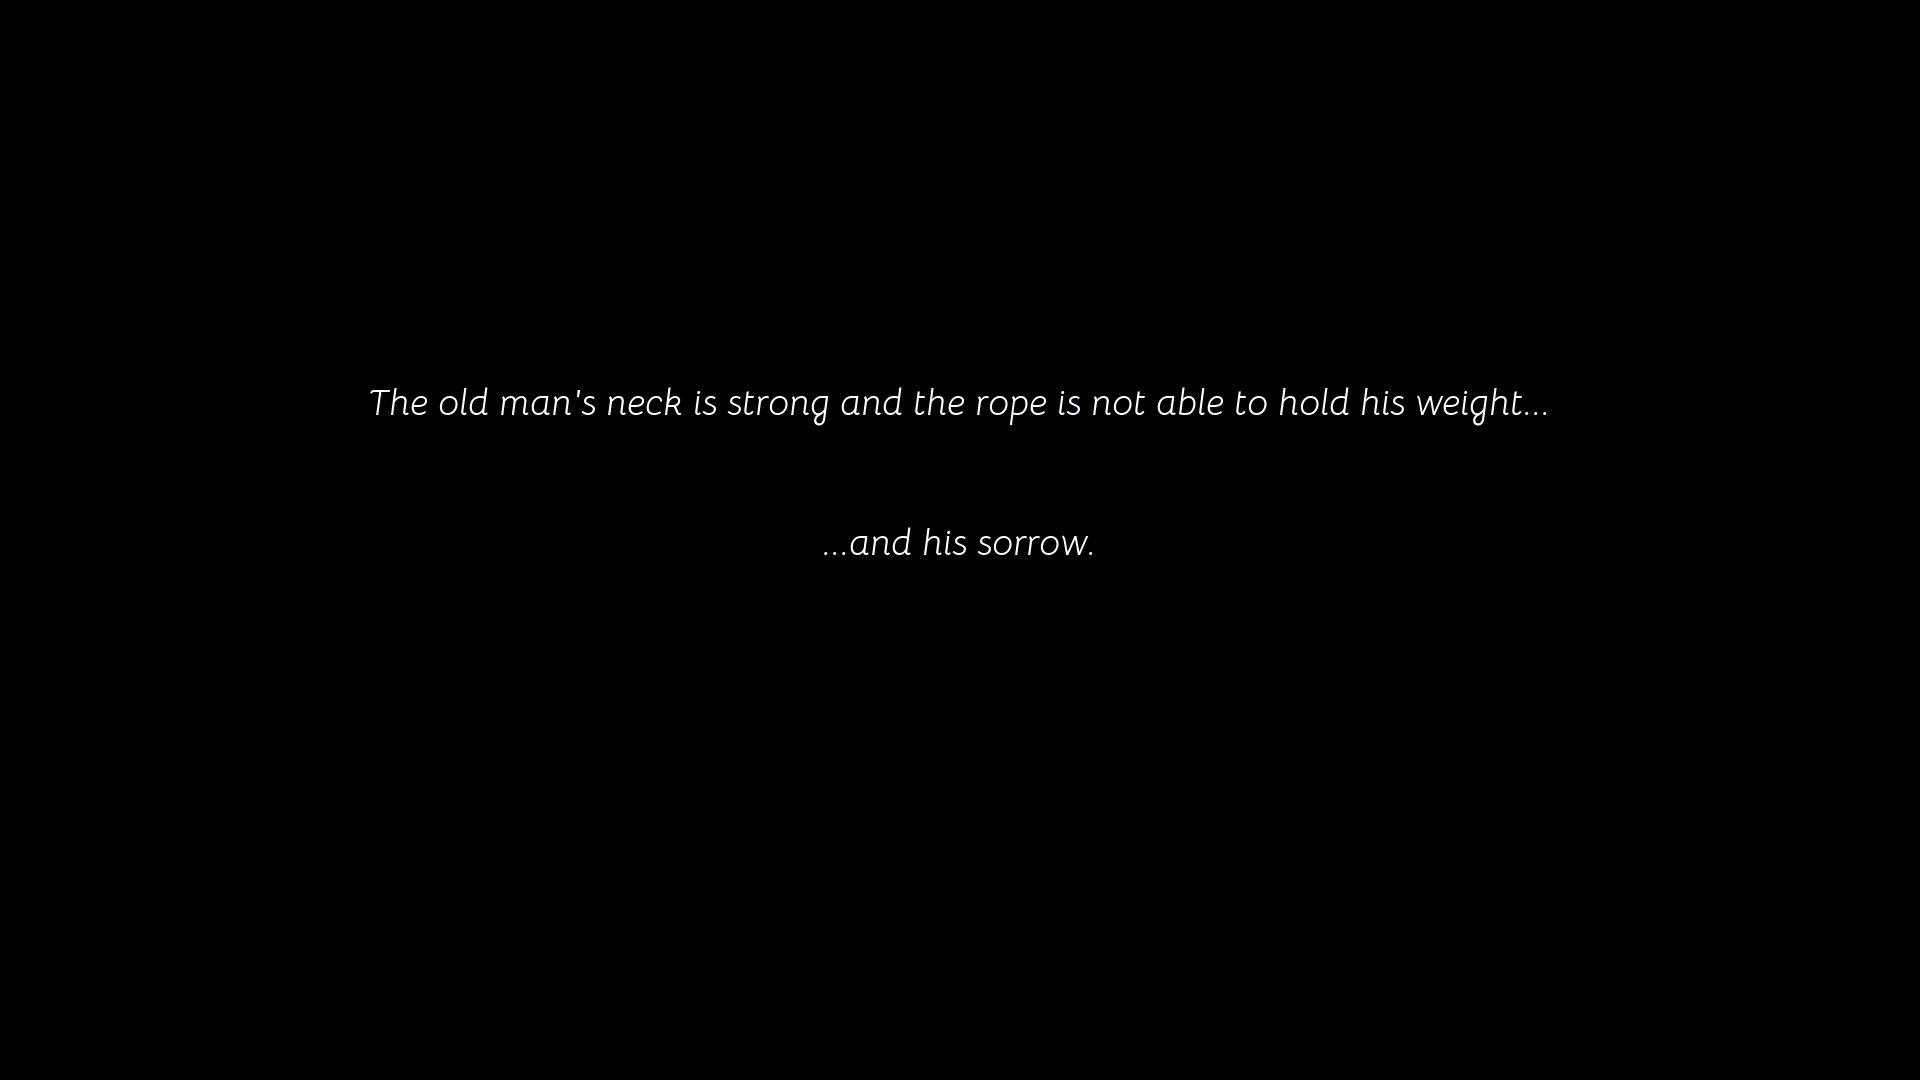 The old man's neck is strong and the rope is not able to hold his weight...
...and his sorrow.